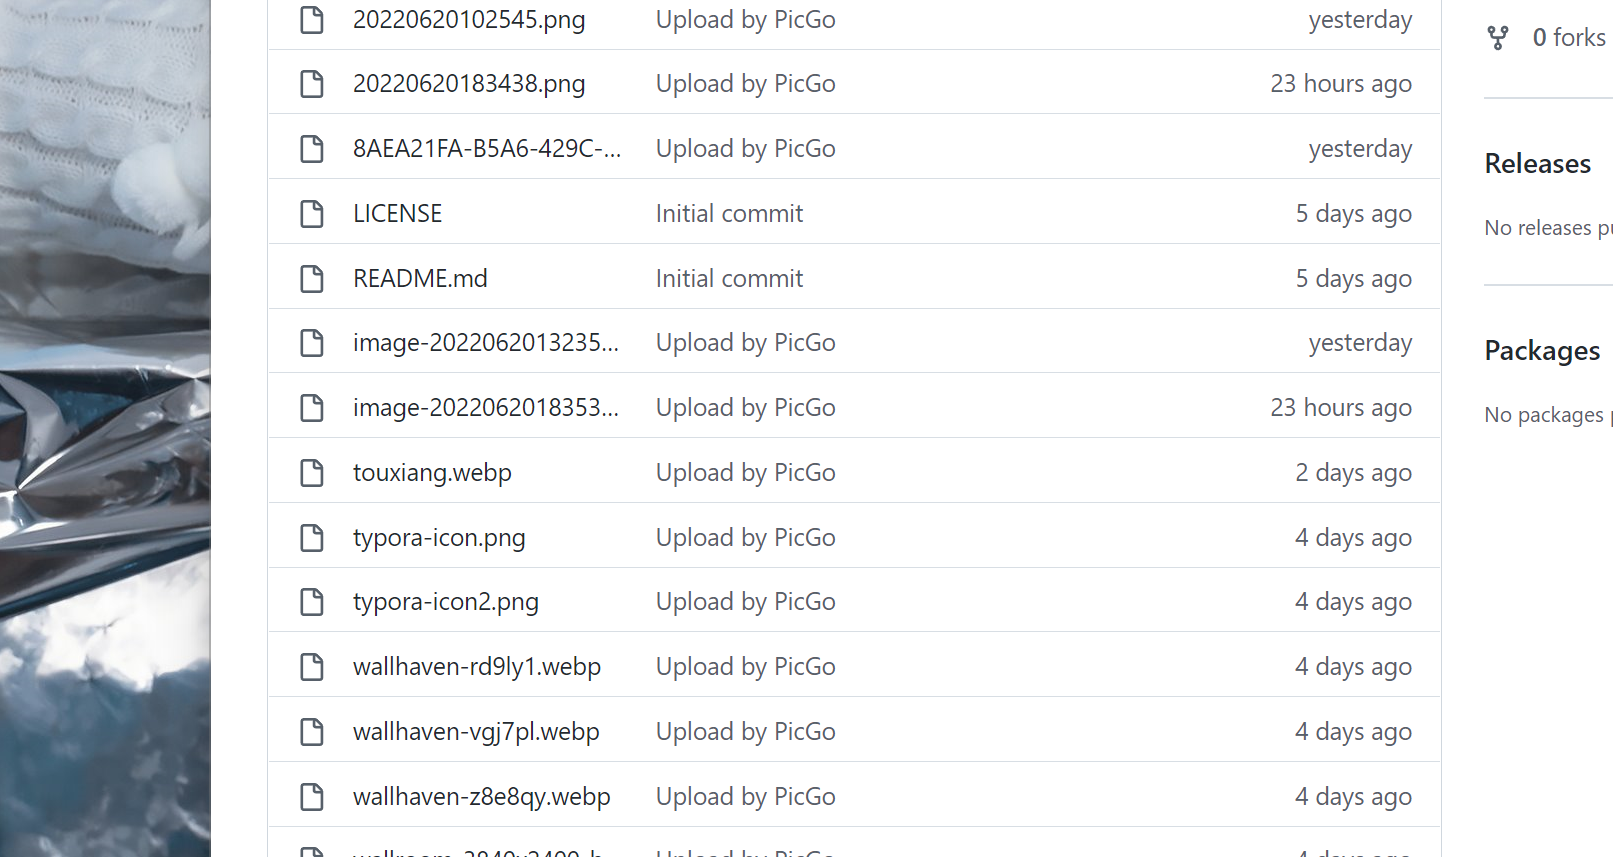 20220620102545.png Upload by PicGo yesterday
0 forks
20220620183438.png Upload by PicGo 23 hours ago
8AEA21FA-B5A6-429C-... Upload by PicGo yesterday
Releases
LICENSE Initial commit 5 days ago
No releases
README.md Initial commit 5 days ago
image-2022062013235... Upload by PicGo yesterday
Packages
image-2022062018353... Upload by PicGo 23 hours ago
No packages
touxiang.webp Upload by PicGo 2 days ago
typora-icon.png Upload by PicGo 4 days ago
typora-icon2.png Upload by PicGo 4 days ago
wallhaven-rd9ly1.webp Upload by PicGo 4 days ago
wallhaven-vgj7pl.webp Upload by PicGo 4 days ago
wallhaven-z8e8qy.webp Upload by PicGo 4 days ago